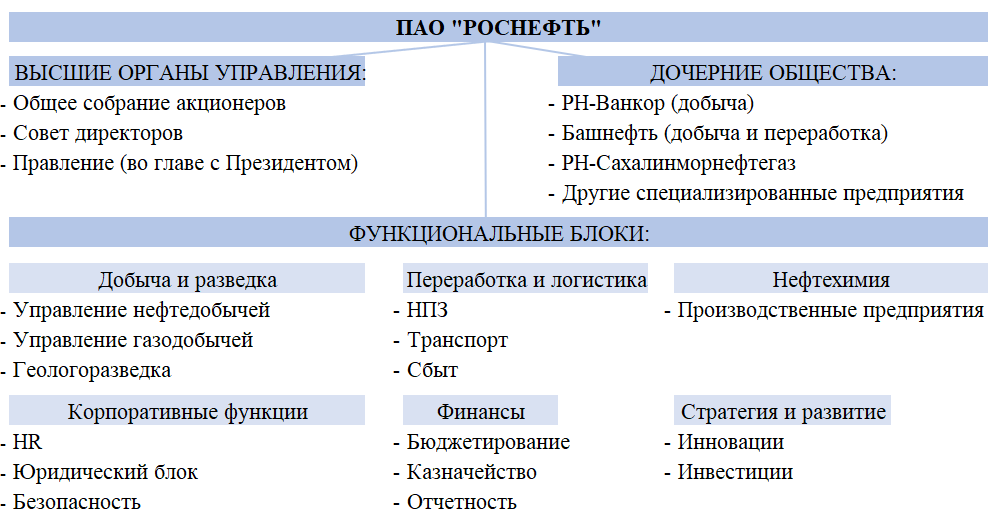 ПАО "РОСНЕФТЬ"
ВЫСШИЕ ОРГАНЫ УПРАВЛЕНИЯ:
- Общее собрание акционеров
- Совет директоров
- Правление (во главе с Президентом)
ДОЧЕРНИЕ ОБЩЕСТВА:
- РН-Ванкор (добыча)
- Башнефть (добыча и переработка)
- РН-Сахалинморнефтегаз
- Другие специализированные предприятия
ФУНКЦИОНАЛЬНЫЕ БЛОКИ:
Добыча и разведка
- Управление нефтедобычей
- Управление газодобычей
- Геологоразведка
Переработка и логистика
- НПЗ
- Транспорт
- Сбыт
Нефтехимия
- Производственные предприятия
Корпоративные функции
- HR
- Юридический блок
- Безопасность
Финансы
- Бюджетирование
- Казначейство
- Отчетность
Стратегия и развитие
- Инновации
- Инвестиции